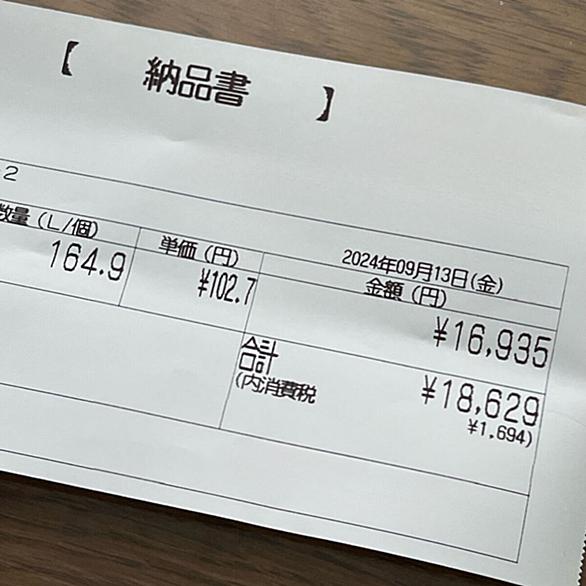 【 納品書 】
2
2024年09月13日(金)
数量（L/個） 単価（円） 金額（円）
164.9 ¥102.7 ¥16,935
合計 ¥18,629
(内消費税 ¥1,694)